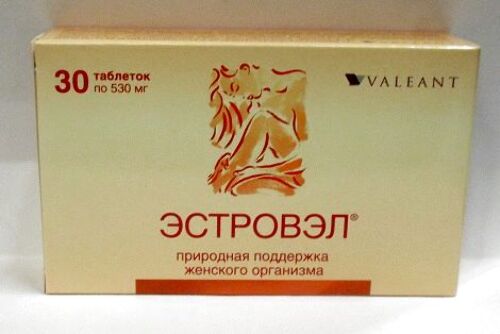 30 таблеток
по 530 мг
VALEANT
ЭСТРОВЭЛ®
природная поддержка
женского организма